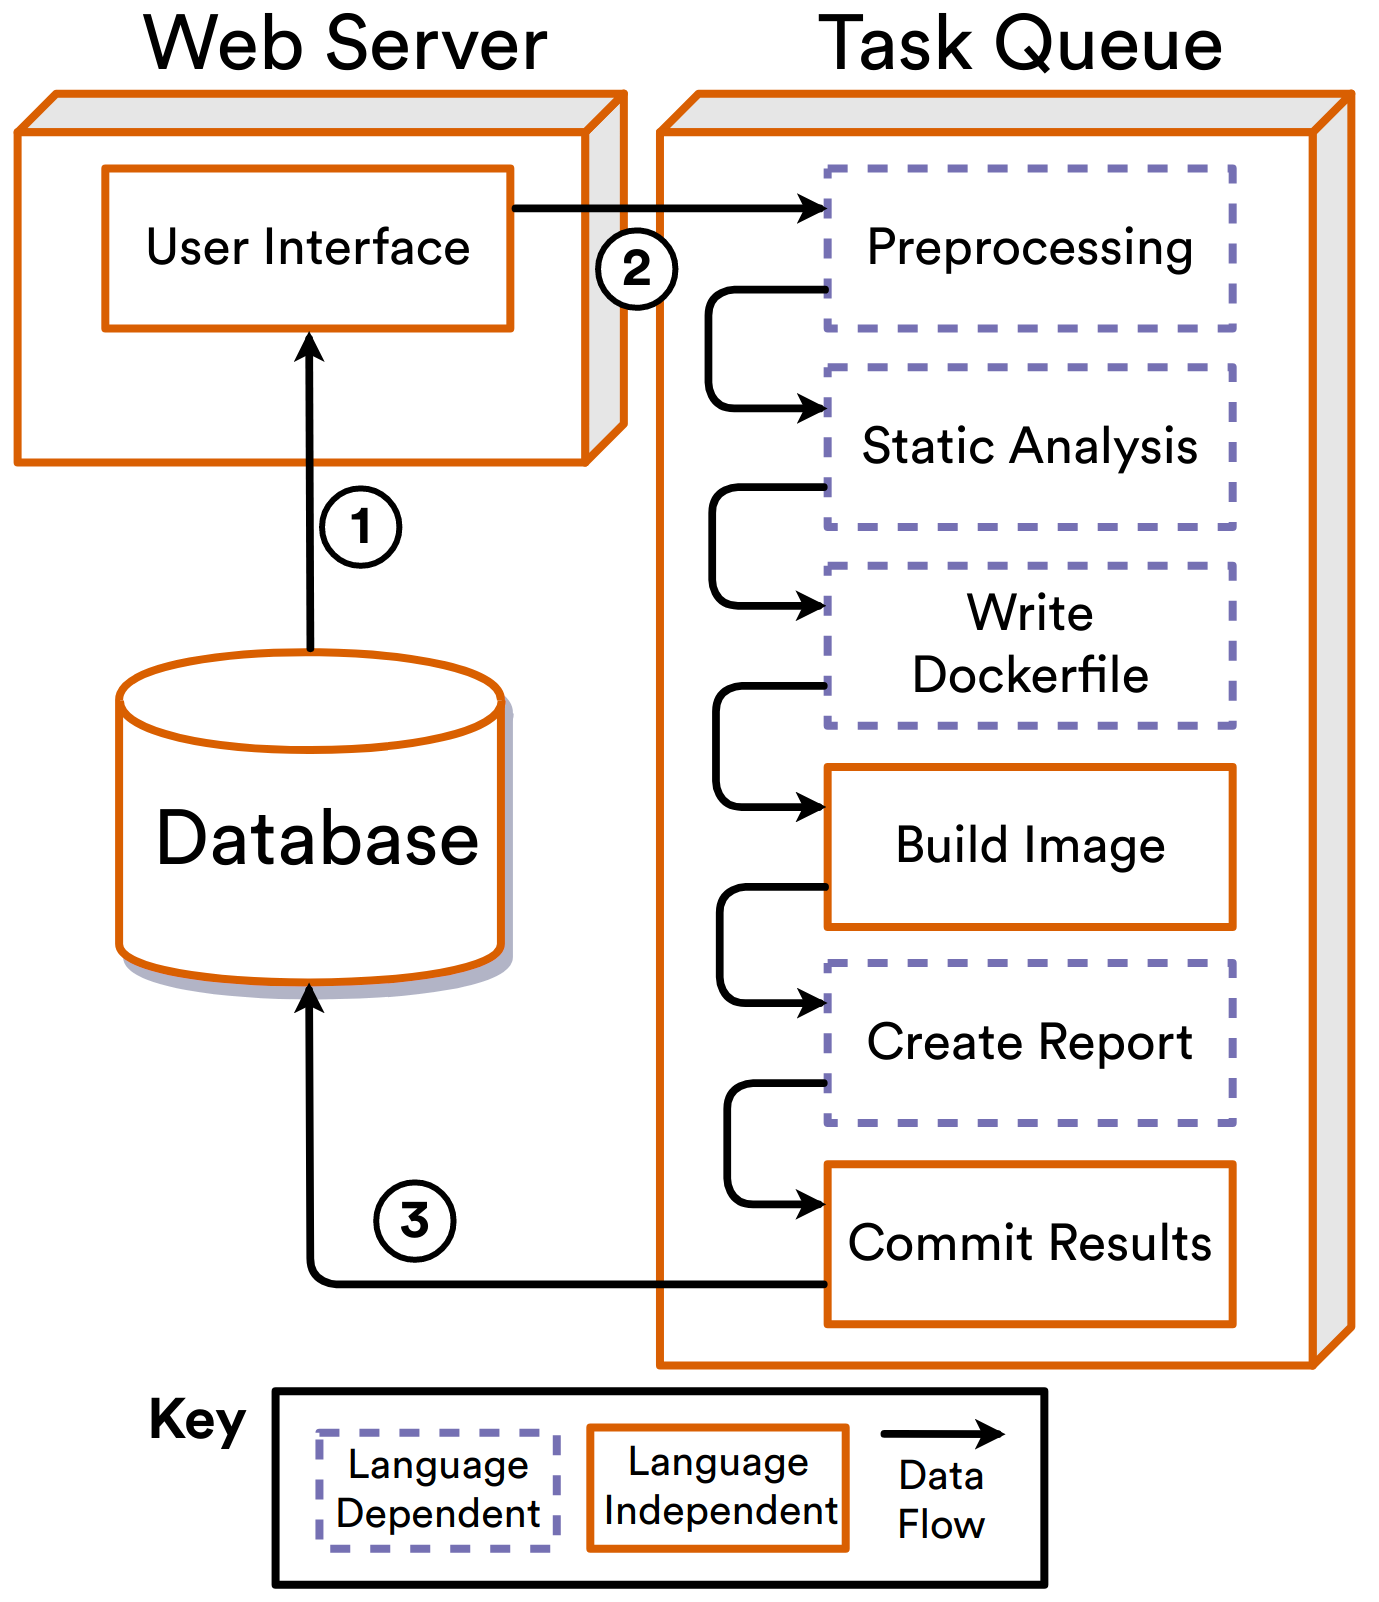 Web Server
Task Queue
User Interface
2
Preprocessing
Static Analysis
1
Write
Dockerfile
Database
Build Image
Create Report
3
Commit Results
Key
Language
Dependent
Language
Independent
Data
Flow